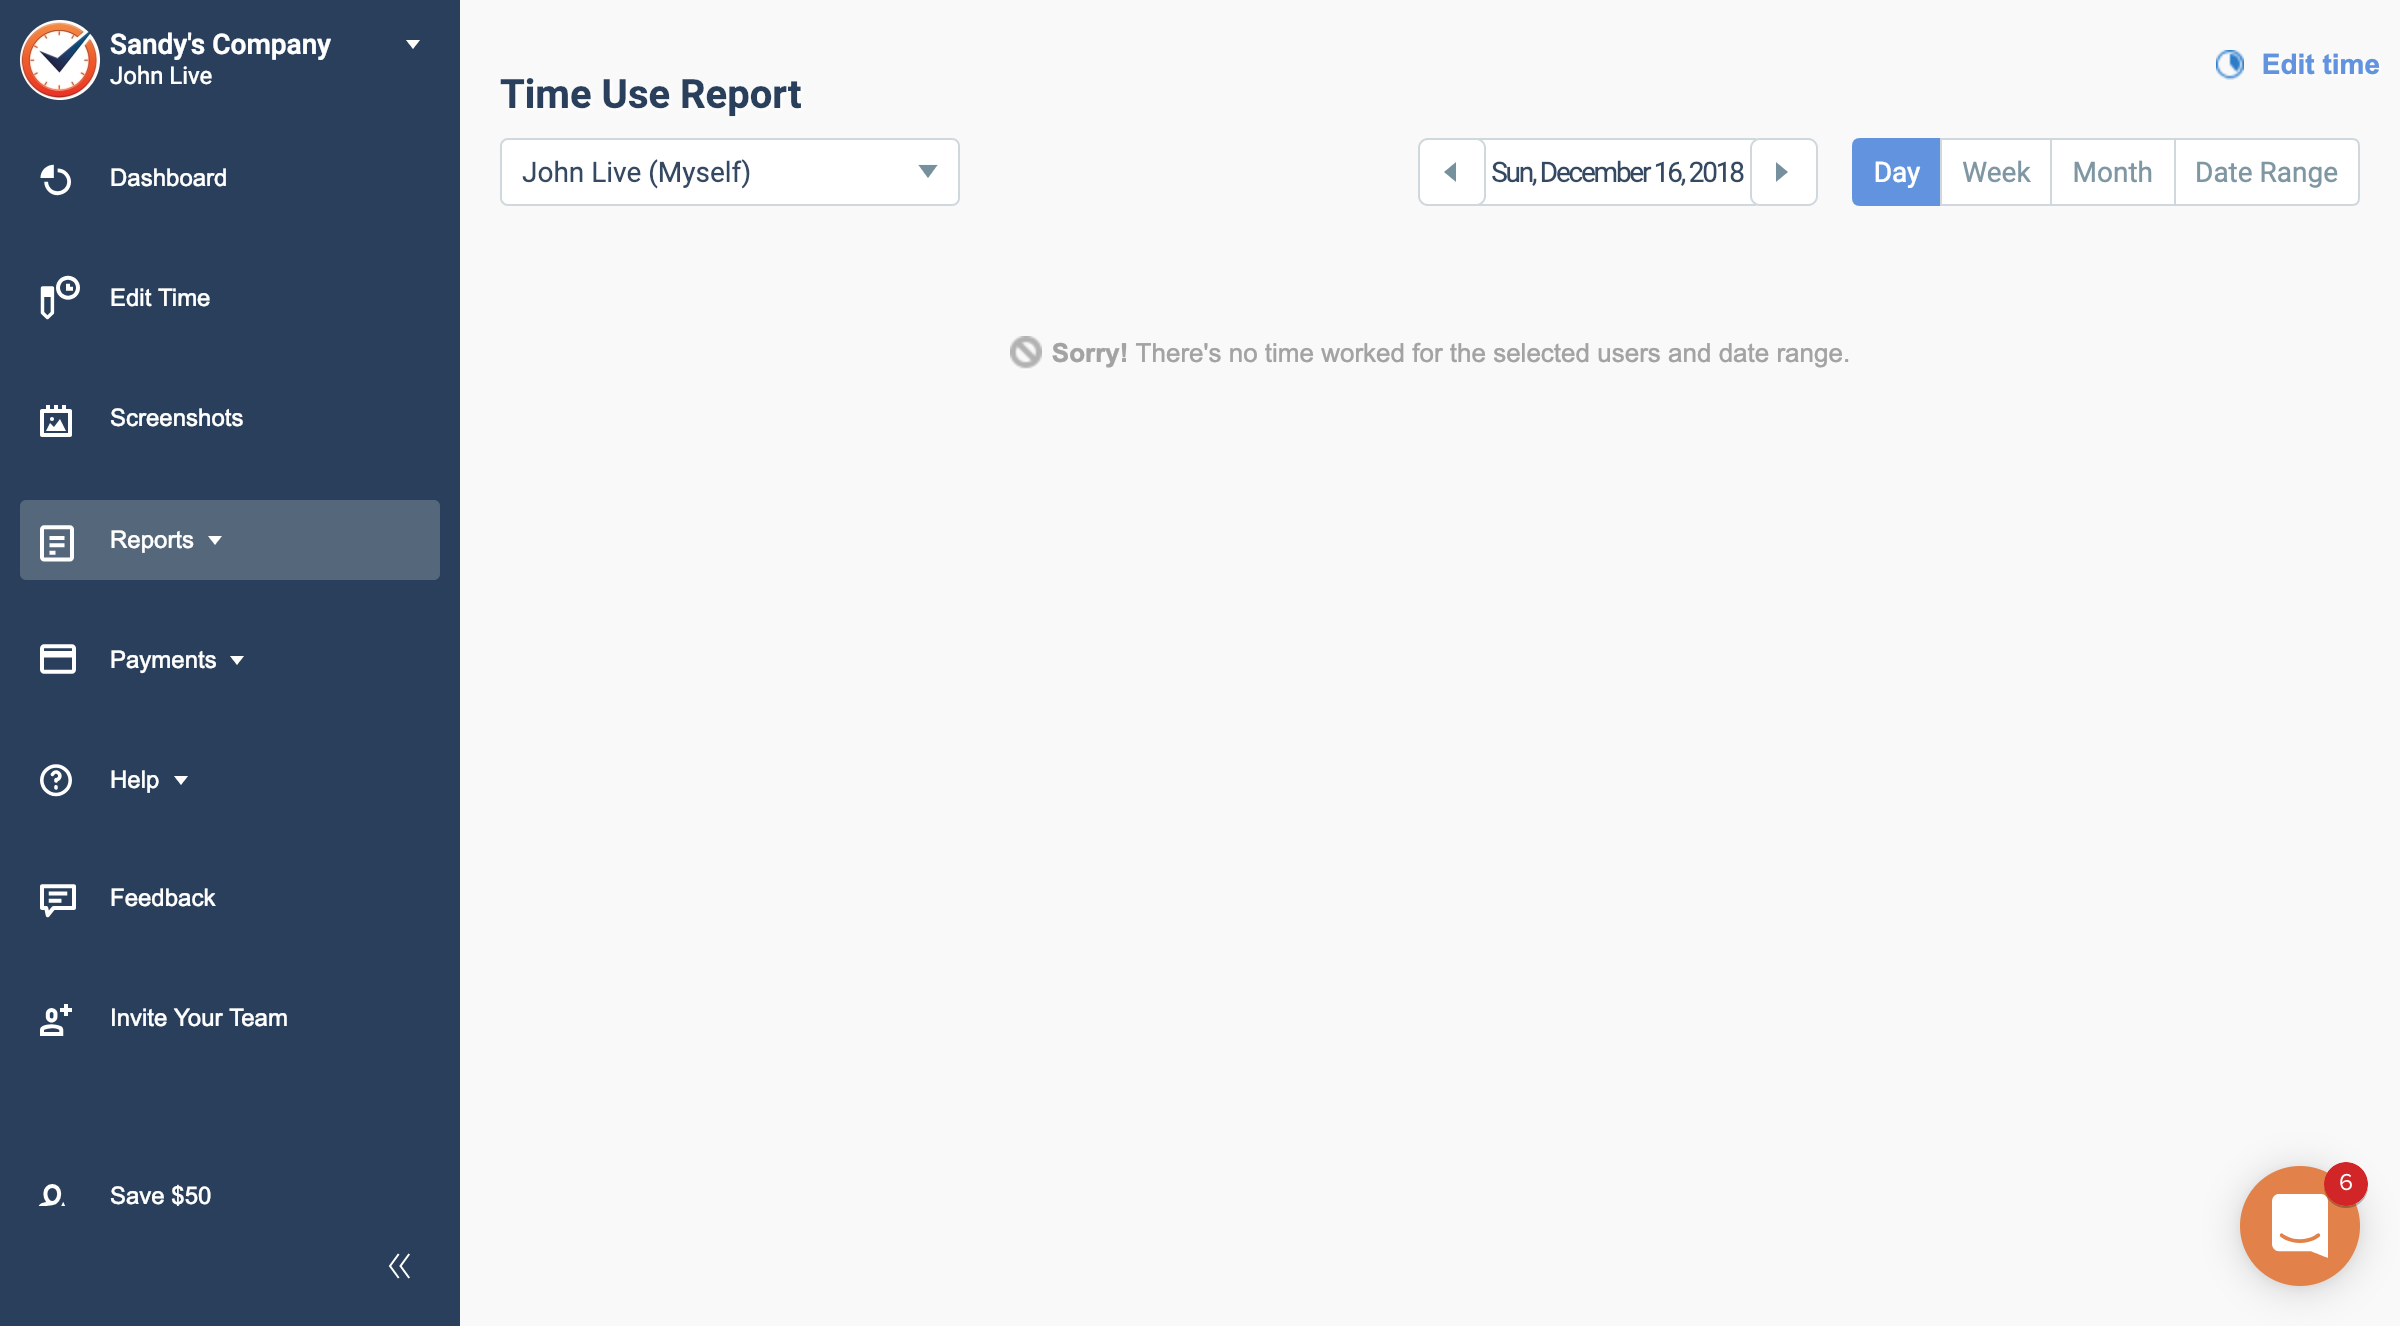 Sandy's Company
John Live
Dashboard
Edit Time
Screenshots
Reports
Payments
Help
Feedback
Invite Your Team
Save $50
Edit time
Time Use Report
John Live (Myself)
Sun, December 16, 2018
Day Week Month Date Range
Sorry! There's no time worked for the selected users and date range.
6